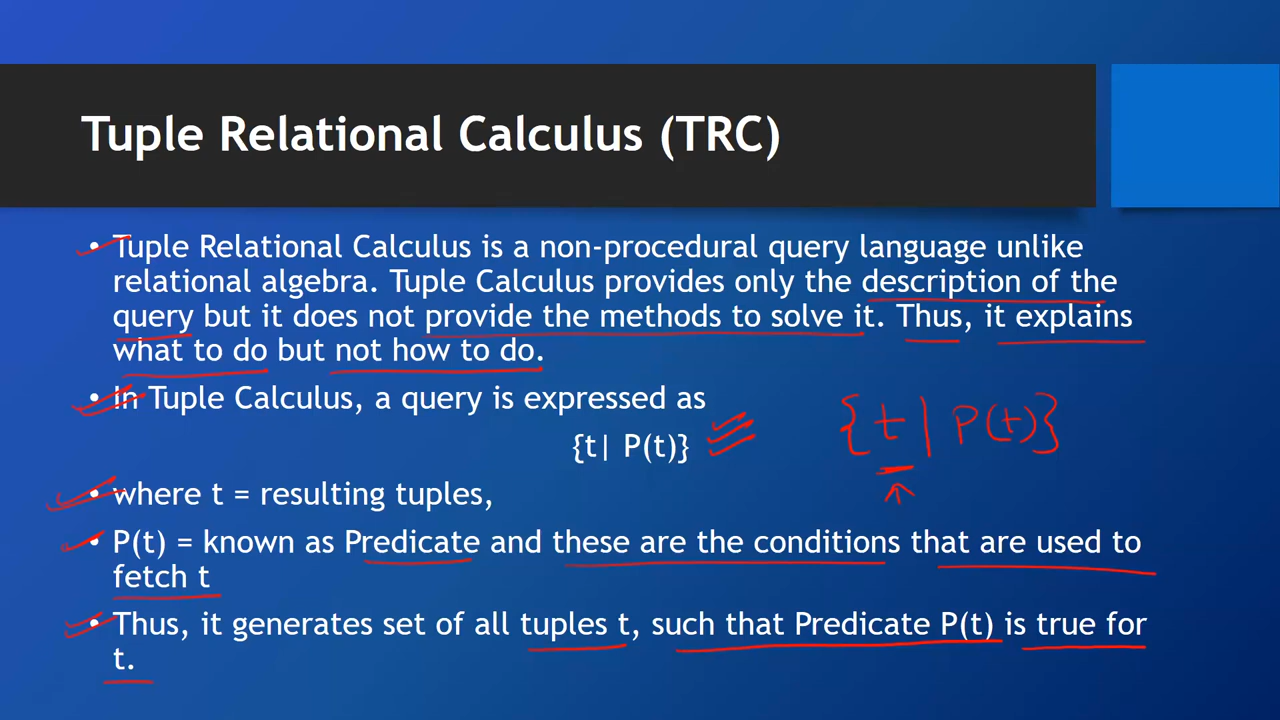 Tuple Relational Calculus (TRC)
• Tuple Relational Calculus is a non-procedural query language unlike
relational algebra. Tuple Calculus provides only the description of the
query but it does not provide the methods to solve it. Thus, it explains
what to do but not how to do.
• In Tuple Calculus, a query is expressed as
{t| P(t)}
{t | P(t)}
• where t = resulting tuples,
• P(t) = known as Predicate and these are the conditions that are used to
fetch t
• Thus, it generates set of all tuples t, such that Predicate P(t) is true for
t.